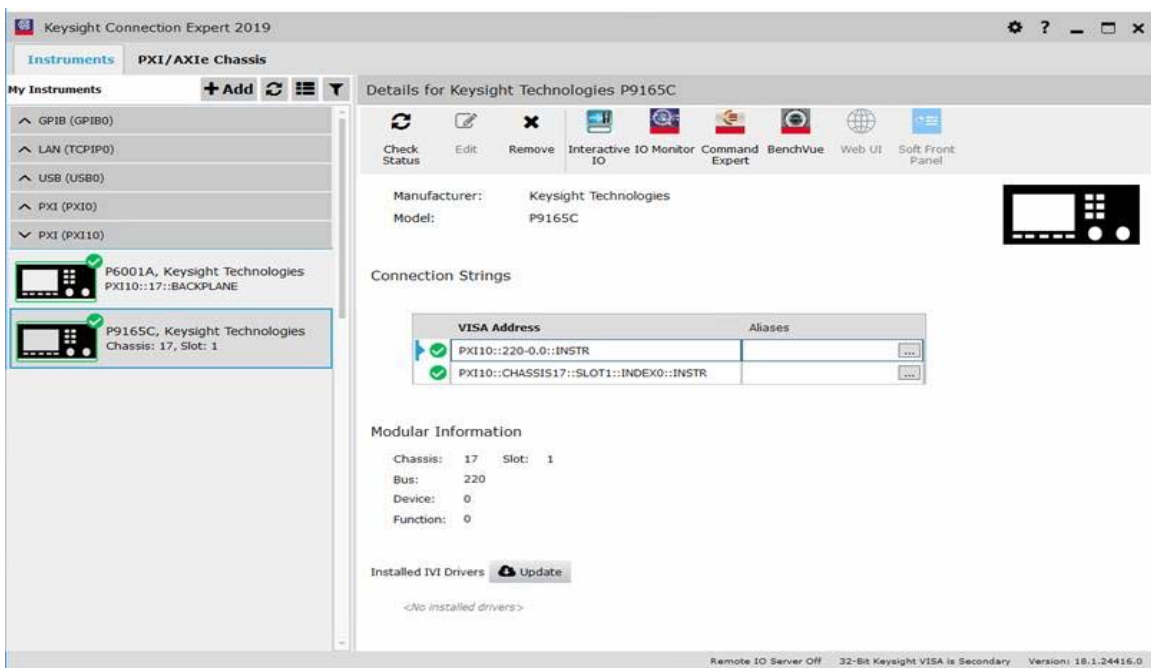 Keysight Connection Expert 2019
?
Instruments PXI/AXIe Chassis
My Instruments
+ Add
GPIB (GPIB0)
LAN (TCPIP0)
USB (USB0)
PXI (PXI0)
PXI (PXI10)
P6001A, Keysight Technologies
PXI10::17::BACKPLANE
P9165C, Keysight Technologies
Chassis: 17, Slot: 1
Details for Keysight Technologies P9165C
Check Status
Edit
Remove
Interactive IO
IO Monitor
Command Expert
BenchVue
Web UI
Soft Front Panel
Manufacturer: Keysight Technologies
Model: P9165C
Connection Strings
VISA Address Aliases
PXI10::220-0.0::INSTR ...
PXI10::CHASSIS17::SLOT1::INDEX0::INSTR ...
Modular Information
Chassis: 17 Slot: 1
Bus: 220
Device: 0
Function: 0
Installed IVI Drivers Update
<No installed drivers>
Remote IO Server Off 32-Bit Keysight VISA is Secondary Version: 18.1.24416.0